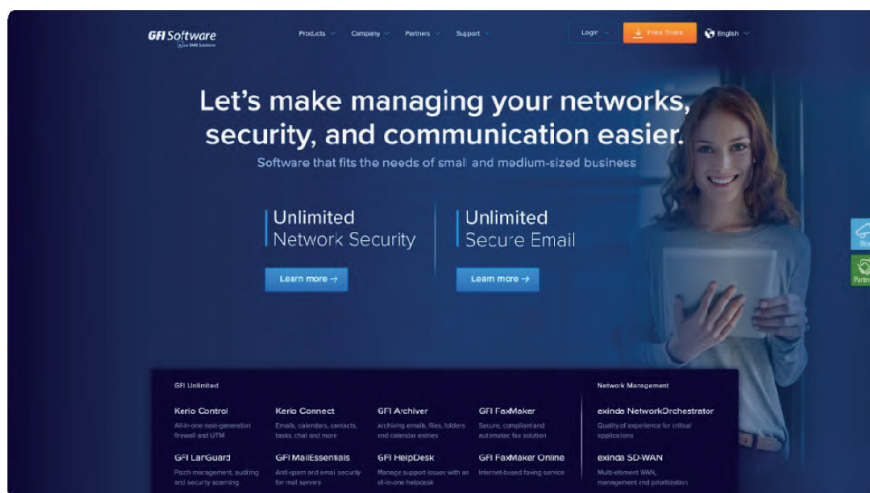 GFI Software
Products Company Partners Support Login Free Trials English
Let's make managing your networks,
security, and communication easier.
Software that fits the needs of small and medium-sized business
Unlimited
Network Security
Learn more →
Unlimited
Secure Email
Learn more →
Blog
GFI Unlimited
Kerio Control
All-in-one next-generation
firewall and UTM
Kerio Connect
Emails, calendars, contacts,
tasks, chat and more
GFI Archiver
Archiving emails, files, folders
and calendar entries
GFI FaxMaker
Secure, compliant and
automated fax solution
GFI LanGuard
Patch management, auditing
and security scanning
GFI MailEssentials
Anti-spam and email security
for mail servers
GFI HelpDesk
Manage support issues with an
all-in-one helpdesk
GFI FaxMaker Online
Internet-based faxing service
Network Management
exinda NetworkOrchestrator
Quality of experience for critical
applications
exinda SD-WAN
Multi-element WAN,
management and prioritization